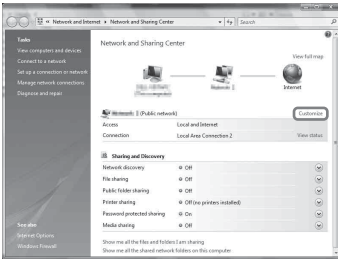 « Network and Internet ▸ Network and Sharing Center
Search
Tasks
View computers and devices
Connect to a network
Set up a connection or network
Manage network connections
Diagnose and repair
See also
Internet Options
Windows Firewall
Network and Sharing Center
View full map
Internet
(Public network)
Customize
Access Local and Internet
Connection Local Area Connection 2 View status
Sharing and Discovery
Network discovery Off
File sharing Off
Public folder sharing Off
Printer sharing Off (no printers installed)
Password protected sharing On
Media sharing Off
Show me all the files and folders I am sharing
Show me all the shared network folders on this computer